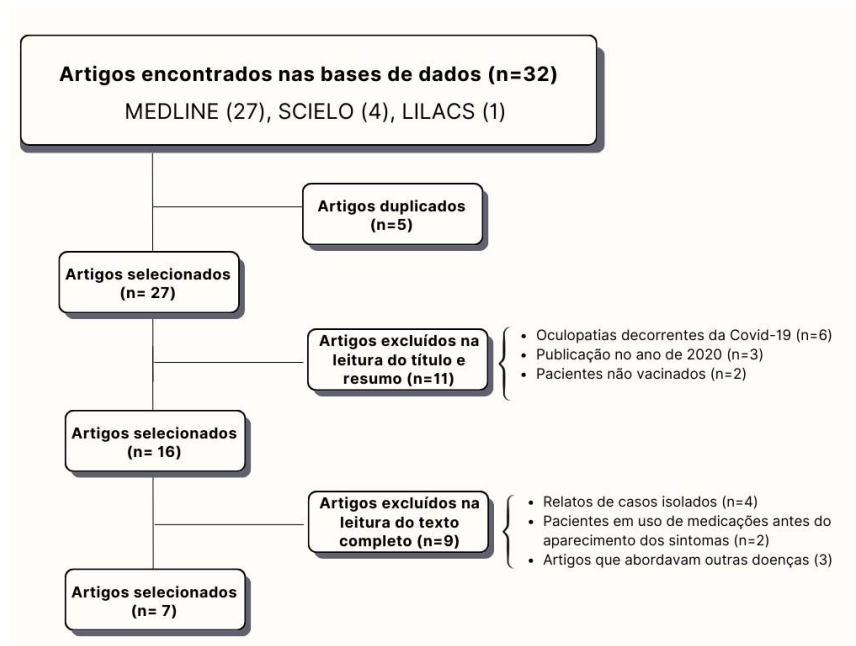 Artigos encontrados nas bases de dados (n=32)
MEDLINE (27), SCIELO (4), LILACS (1)
Artigos duplicados
(n=5)
Artigos selecionados
(n= 27)
Artigos excluídos na
leitura do título e
resumo (n=11)
• Oculopatias decorrentes da Covid-19 (n=6)
• Publicação no ano de 2020 (n=3)
• Pacientes não vacinados (n=2)
Artigos selecionados
(n= 16)
Artigos excluídos na
leitura do texto
completo (n=9)
• Relatos de casos isolados (n=4)
• Pacientes em uso de medicações antes do
aparecimento dos sintomas (n=2)
• Artigos que abordavam outras doenças (3)
Artigos selecionados
(n= 7)